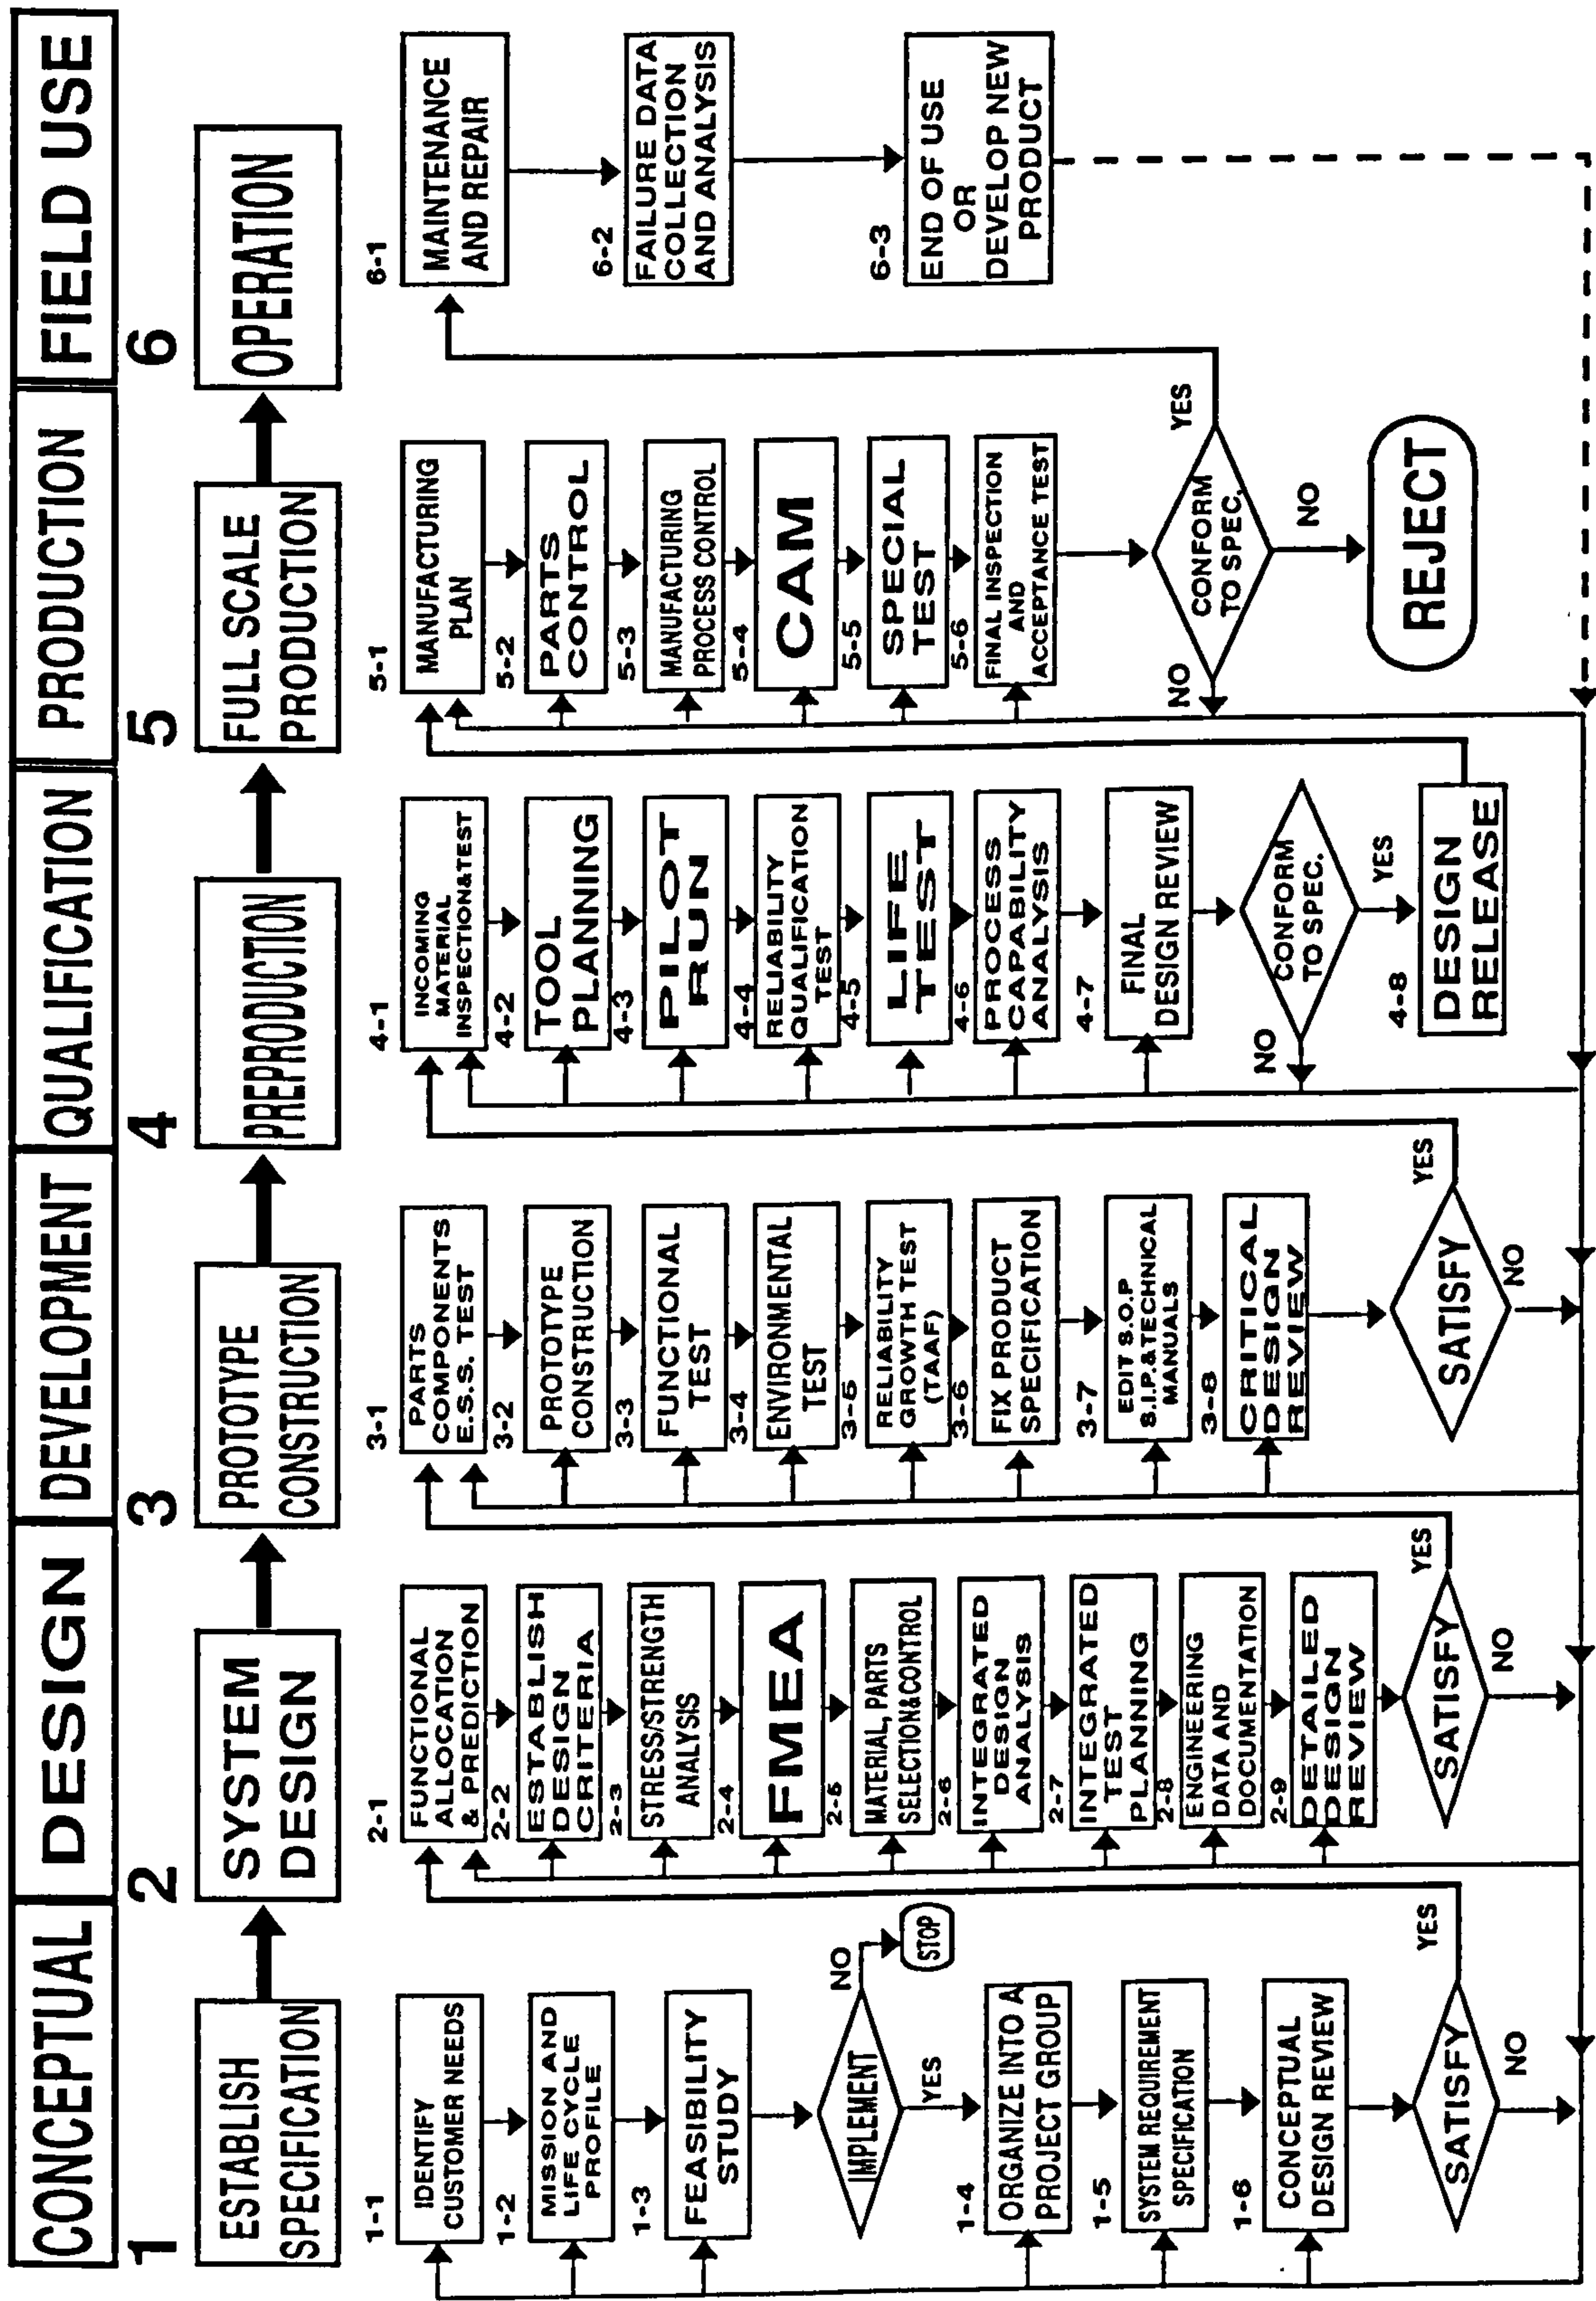 CONCEPTUAL
DESIGN
DEVELOPMENT
QUALIFICATION
PRODUCTION
FIELD USE
1
ESTABLISH
SPECIFICATION
2
SYSTEM
DESIGN
3
PROTOTYPE
CONSTRUCTION
4
PREPRODUCTION
5
FULL SCALE
PRODUCTION
6
OPERATION
1-1
IDENTIFY
CUSTOMER NEEDS
1-2
MISSION AND
LIFE CYCLE
PROFILE
1-3
FEASIBILITY
STUDY
IMPLEMENT
NO
STOP
YES
1-4
ORGANIZE INTO A
PROJECT GROUP
1-5
SYSTEM REQUIREMENT
SPECIFICATION
1-6
CONCEPTUAL
DESIGN REVIEW
SATISFY
YES
NO
2-1
FUNCTIONAL
ALLOCATION
& PREDICTION
2-2
ESTABLISH
DESIGN
CRITERIA
2-3
STRESS/STRENGTH
ANALYSIS
2-4
FMEA
2-5
MATERIAL, PARTS
SELECTION&CONTROL
2-6
INTEGRATED
DESIGN
ANALYSIS
2-7
INTEGRATED
TEST
PLANNING
2-8
ENGINEERING
DATA AND
DOCUMENTATION
2-9
DETAILED
DESIGN
REVIEW
SATISFY
YES
NO
3-1
PARTS
COMPONENTS
E.S.S. TEST
3-2
PROTOTYPE
CONSTRUCTION
3-3
FUNCTIONAL
TEST
3-4
ENVIRONMENTAL
TEST
3-5
RELIABILITY
GROWTH TEST
(TAAF)
3-6
FIX PRODUCT
SPECIFICATION
3-7
EDIT S.O.P
S.I.P.&TECHNICAL
MANUALS
3-8
CRITICAL
DESIGN
REVIEW
SATISFY
YES
NO
4-1
INCOMING
MATERIAL
INSPECTION&TEST
4-2
TOOL
PLANNING
4-3
PILOT
RUN
4-4
RELIABILITY
QUALIFICATION
TEST
4-5
LIFE
TEST
4-6
PROCESS
CAPABILITY
ANALYSIS
4-7
FINAL
DESIGN REVIEW
CONFORM
TO SPEC.
NO
YES
4-8
DESIGN
RELEASE
5-1
MANUFACTURING
PLAN
5-2
PARTS
CONTROL
5-3
MANUFACTURING
PROCESS CONTROL
5-4
CAM
5-5
SPECIAL
TEST
5-6
FINAL INSPECTION
AND
ACCEPTANCE TEST
CONFORM
TO SPEC.
NO
YES
NO
REJECT
6-1
MAINTENANCE
AND REPAIR
6-2
FAILURE DATA
COLLECTION
AND ANALYSIS
6-3
END OF USE
OR
DEVELOP NEW
PRODUCT